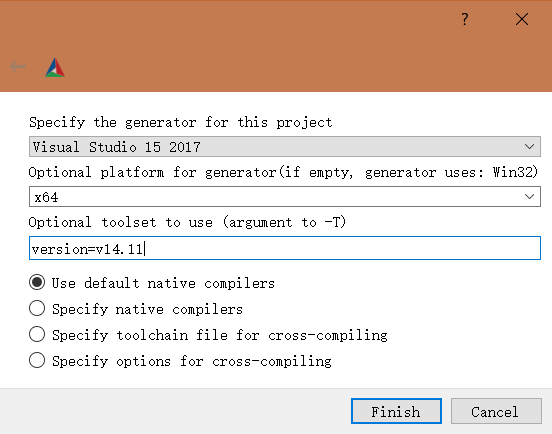 ?
Specify the generator for this project
Visual Studio 15 2017
Optional platform for generator(if empty, generator uses: Win32)
x64
Optional toolset to use (argument to -T)
version=v14.11
Use default native compilers
Specify native compilers
Specify toolchain file for cross-compiling
Specify options for cross-compiling
Finish Cancel